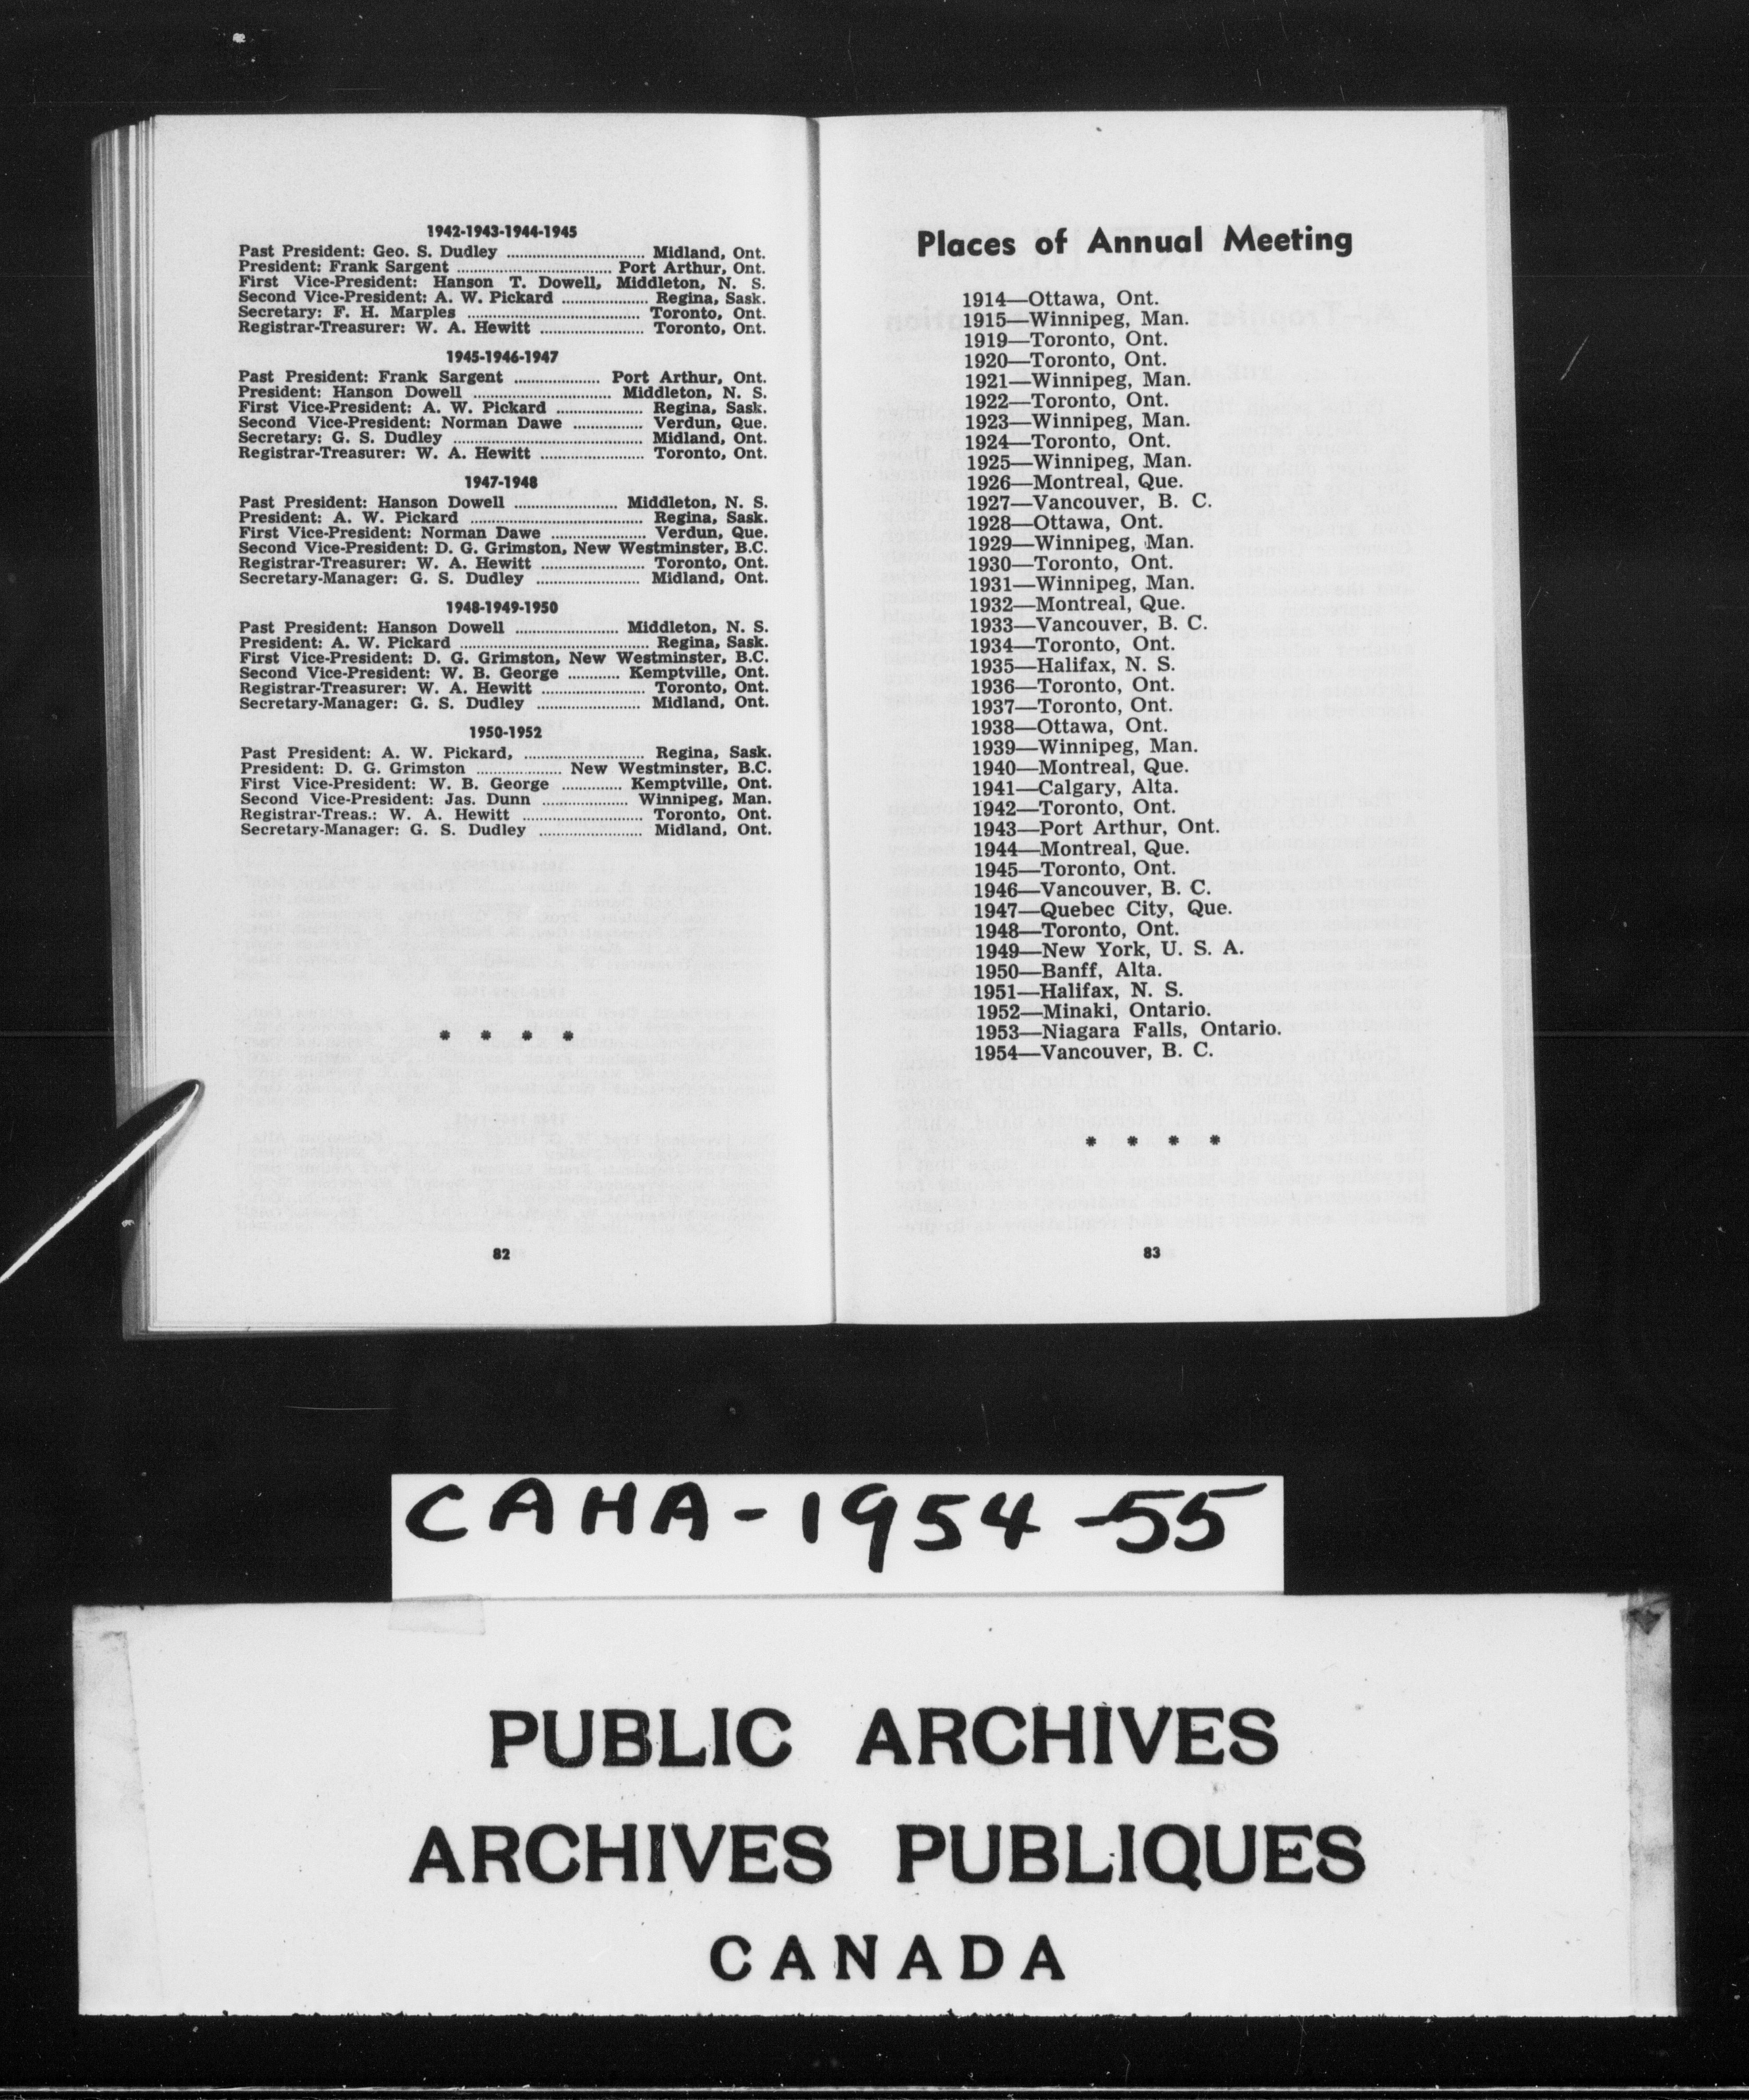 1942-1943-1944-1945
Past President: Geo. S. Dudley ................................ Midland, Ont.
President: Frank Sargent .................................... Port Arthur, Ont.
First Vice-President: Hanson T. Dowell, Middleton, N. S.
Second Vice-President: A. W. Pickard .................... Regina, Sask.
Secretary: F. H. Marples ........................................ Toronto, Ont.
Registrar-Treasurer: W. A. Hewitt ........................ Toronto, Ont.
1945-1946-1947
Past President: Frank Sargent .................... Port Arthur, Ont.
President: Hanson Dowell ................................ Middleton, N. S.
First Vice-President: A. W. Pickard .................... Regina, Sask.
Second Vice-President: Norman Dawe ................ Verdun, Que.
Secretary: G. S. Dudley ............................................ Midland, Ont.
Registrar-Treasurer: W. A. Hewitt ........................ Toronto, Ont.
1947-1948
Past President: Hanson Dowell ........................ Middleton, N. S.
President: A. W. Pickard ........................................ Regina, Sask.
First Vice-President: Norman Dawe ...................... Verdun, Que.
Second Vice-President: D. G. Grimston, New Westminster, B.C.
Registrar-Treasurer: W. A. Hewitt ........................ Toronto, Ont.
Secretary-Manager: G. S. Dudley ........................ Midland, Ont.
1948-1949-1950
Past President: Hanson Dowell ........................ Middleton, N. S.
President: A. W. Pickard ............................................ Regina, Sask.
First Vice-President: D. G. Grimston, New Westminster, B.C.
Second Vice-President: W. B. George ............ Kemptville, Ont.
Registrar-Treasurer: W. A. Hewitt ........................ Toronto, Ont.
Secretary-Manager: G. S. Dudley ........................ Midland, Ont.
1950-1952
Past President: A. W. Pickard, ............................ Regina, Sask.
President: D. G. Grimston .................... New Westminster, B.C.
First Vice-President: W. B. George .............. Kemptville, Ont.
Second Vice-President: Jas. Dunn .................... Winnipeg, Man.
Registrar-Treas.: W. A. Hewitt ............................ Toronto, Ont.
Secretary-Manager: G. S. Dudley ........................ Midland, Ont.
* * * *
82
Places of Annual Meeting
1914—Ottawa, Ont.
1915—Winnipeg, Man.
1919—Toronto, Ont.
1920—Toronto, Ont.
1921—Winnipeg, Man.
1922—Toronto, Ont.
1923—Winnipeg, Man.
1924—Toronto, Ont.
1925—Winnipeg, Man.
1926—Montreal, Que.
1927—Vancouver, B. C.
1928—Ottawa, Ont.
1929—Winnipeg, Man.
1930—Toronto, Ont.
1931—Winnipeg, Man.
1932—Montreal, Que.
1933—Vancouver, B. C.
1934—Toronto, Ont.
1935—Halifax, N. S.
1936—Toronto, Ont.
1937—Toronto, Ont.
1938—Ottawa, Ont.
1939—Winnipeg, Man.
1940—Montreal, Que.
1941—Calgary, Alta.
1942—Toronto, Ont.
1943—Port Arthur, Ont.
1944—Montreal, Que.
1945—Toronto, Ont.
1946—Vancouver, B. C.
1947—Quebec City, Que.
1948—Toronto, Ont.
1949—New York, U. S. A.
1950—Banff, Alta.
1951—Halifax, N. S.
1952—Minaki, Ontario.
1953—Niagara Falls, Ontario.
1954—Vancouver, B. C.
* * * *
83
CAHA-1954-55
PUBLIC ARCHIVES
ARCHIVES PUBLIQUES
CANADA